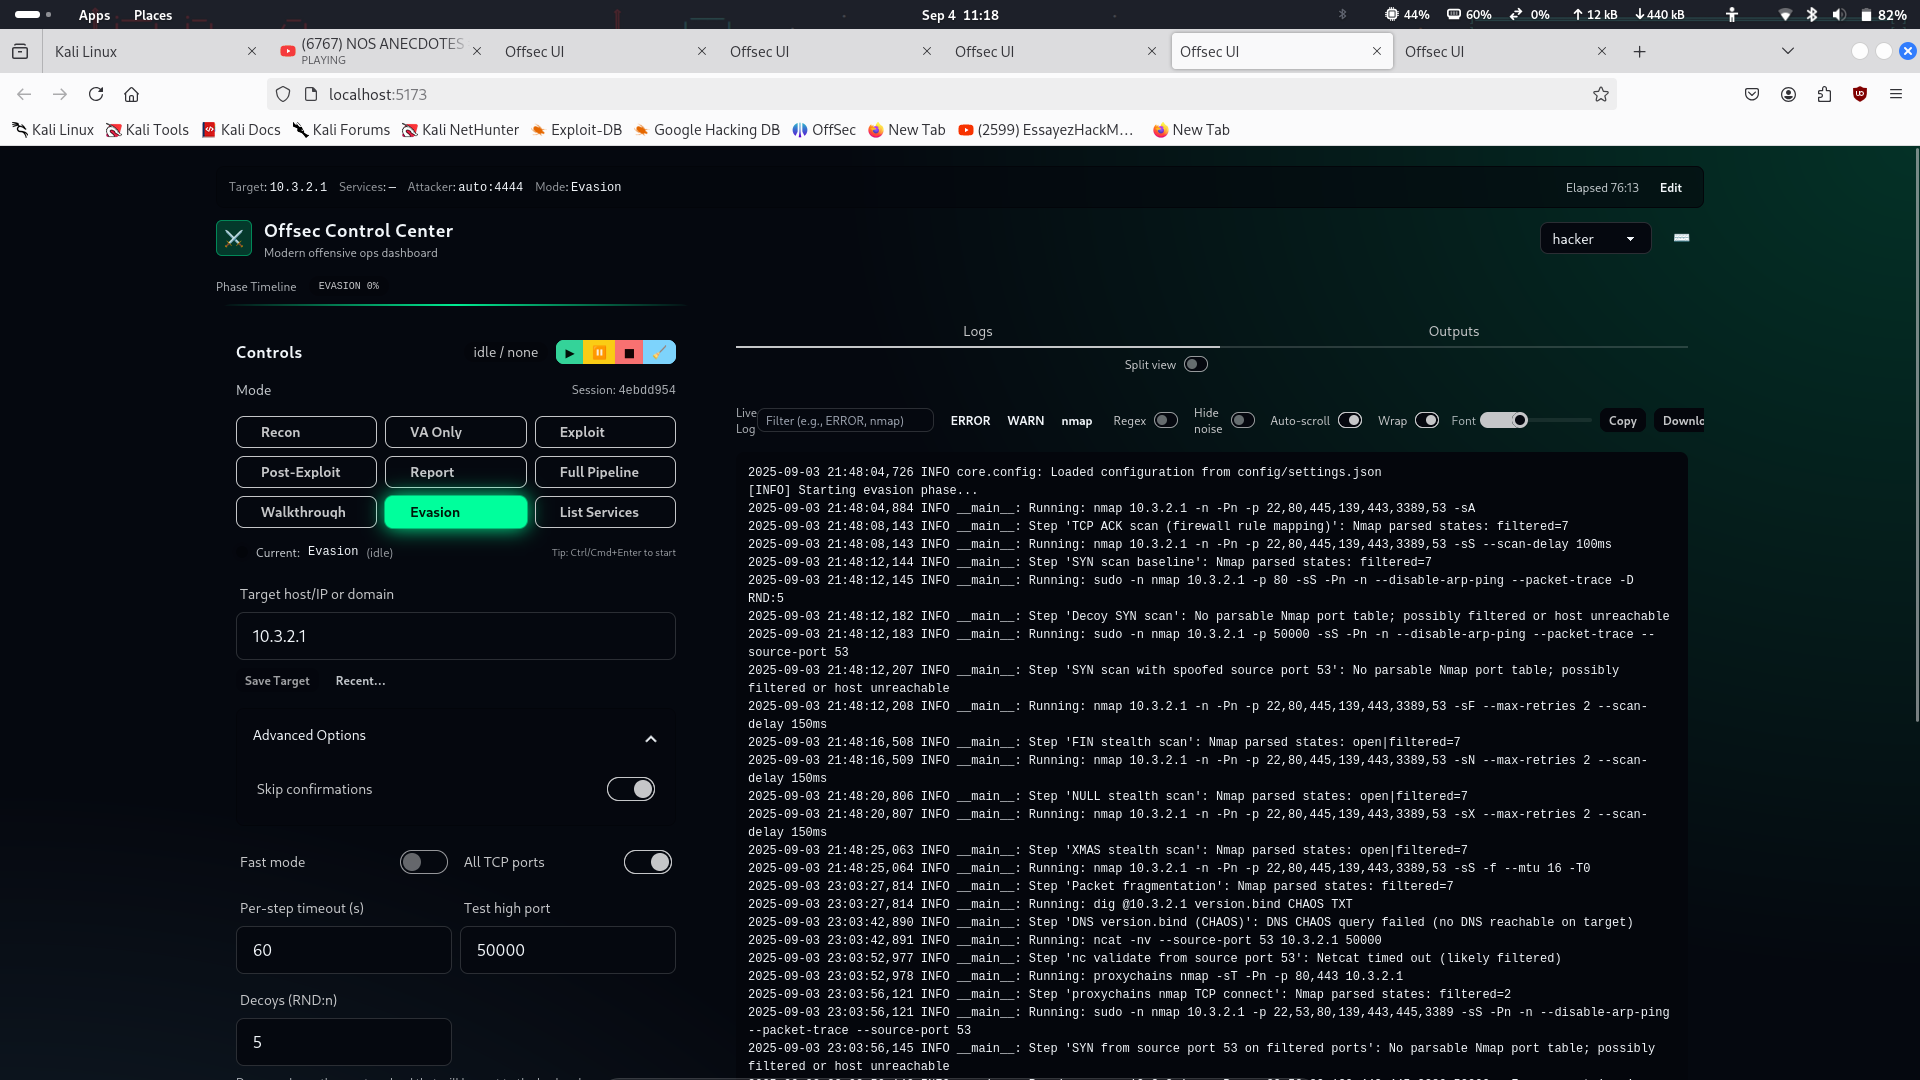 Apps Places Sep 4 11:18 44% 60% 0% 12 kB 440 kB 82%
Kali Linux (6767) NOS ANECDOTES Offsec UI Offsec UI Offsec UI Offsec UI Offsec UI
PLAYING
localhost:5173
Kali Linux Kali Tools Kali Docs Kali Forums Kali NetHunter Exploit-DB Google Hacking DB OffSec New Tab (2599) EssayezHackM… New Tab
Target: 10.3.2.1 Services: — Attacker: auto:4444 Mode: Evasion Elapsed 76:13 Edit
Offsec Control Center
Modern offensive ops dashboard
hacker
Phase Timeline EVASION 0%
Controls idle / none
Mode Session: 4ebdd954
Recon VA Only Exploit
Post-Exploit Report Full Pipeline
Walkthrough Evasion List Services
Current: Evasion (idle) Tip: Ctrl/Cmd+Enter to start
Target host/IP or domain
10.3.2.1
Save Target Recent...
Advanced Options
Skip confirmations
Fast mode All TCP ports
Per-step timeout (s) Test high port
60 50000
Decoys (RND:n)
5
Logs Outputs
Split view
Live Log Filter (e.g., ERROR, nmap) ERROR WARN nmap Regex Hide noise Auto-scroll Wrap Font Copy Downlo
2025-09-03 21:48:04,726 INFO core.config: Loaded configuration from config/settings.json
[INFO] Starting evasion phase...
2025-09-03 21:48:04,884 INFO __main__: Running: nmap 10.3.2.1 -n -Pn -p 22,80,445,139,443,3389,53 -sA
2025-09-03 21:48:08,143 INFO __main__: Step 'TCP ACK scan (firewall rule mapping)': Nmap parsed states: filtered=7
2025-09-03 21:48:08,143 INFO __main__: Running: nmap 10.3.2.1 -n -Pn -p 22,80,445,139,443,3389,53 -sS --scan-delay 100ms
2025-09-03 21:48:12,144 INFO __main__: Step 'SYN scan baseline': Nmap parsed states: filtered=7
2025-09-03 21:48:12,145 INFO __main__: Running: sudo -n nmap 10.3.2.1 -p 80 -sS -Pn -n --disable-arp-ping --packet-trace -D
RND:5
2025-09-03 21:48:12,182 INFO __main__: Step 'Decoy SYN scan': No parsable Nmap port table; possibly filtered or host unreachable
2025-09-03 21:48:12,183 INFO __main__: Running: sudo -n nmap 10.3.2.1 -p 50000 -sS -Pn -n --disable-arp-ping --packet-trace --
source-port 53
2025-09-03 21:48:12,207 INFO __main__: Step 'SYN scan with spoofed source port 53': No parsable Nmap port table; possibly
filtered or host unreachable
2025-09-03 21:48:12,208 INFO __main__: Running: nmap 10.3.2.1 -n -Pn -p 22,80,445,139,443,3389,53 -sF --max-retries 2 --scan-
delay 150ms
2025-09-03 21:48:16,508 INFO __main__: Step 'FIN stealth scan': Nmap parsed states: open|filtered=7
2025-09-03 21:48:16,509 INFO __main__: Running: nmap 10.3.2.1 -n -Pn -p 22,80,445,139,443,3389,53 -sN --max-retries 2 --scan-
delay 150ms
2025-09-03 21:48:20,806 INFO __main__: Step 'NULL stealth scan': Nmap parsed states: open|filtered=7
2025-09-03 21:48:20,807 INFO __main__: Running: nmap 10.3.2.1 -n -Pn -p 22,80,445,139,443,3389,53 -sX --max-retries 2 --scan-
delay 150ms
2025-09-03 21:48:25,063 INFO __main__: Step 'XMAS stealth scan': Nmap parsed states: open|filtered=7
2025-09-03 21:48:25,064 INFO __main__: Running: nmap 10.3.2.1 -n -Pn -p 22,80,445,139,443,3389,53 -sS -f --mtu 16 -T0
2025-09-03 23:03:27,814 INFO __main__: Step 'Packet fragmentation': Nmap parsed states: filtered=7
2025-09-03 23:03:27,814 INFO __main__: Running: dig @10.3.2.1 version.bind CHAOS TXT
2025-09-03 23:03:42,890 INFO __main__: Step 'DNS version.bind (CHAOS)': DNS CHAOS query failed (no DNS reachable on target)
2025-09-03 23:03:42,891 INFO __main__: Running: ncat -nv --source-port 53 10.3.2.1 50000
2025-09-03 23:03:52,977 INFO __main__: Step 'nc validate from source port 53': Netcat timed out (likely filtered)
2025-09-03 23:03:52,978 INFO __main__: Running: proxychains nmap -sT -Pn -p 80,443 10.3.2.1
2025-09-03 23:03:56,121 INFO __main__: Step 'proxychains nmap TCP connect': Nmap parsed states: filtered=2
2025-09-03 23:03:56,121 INFO __main__: Running: sudo -n nmap 10.3.2.1 -p 22,53,80,139,443,445,3389 -sS -Pn -n --disable-arp-ping
--packet-trace --source-port 53
2025-09-03 23:03:56,145 INFO __main__: Step 'SYN from source port 53 on filtered ports': No parsable Nmap port table; possibly
filtered or host unreachable